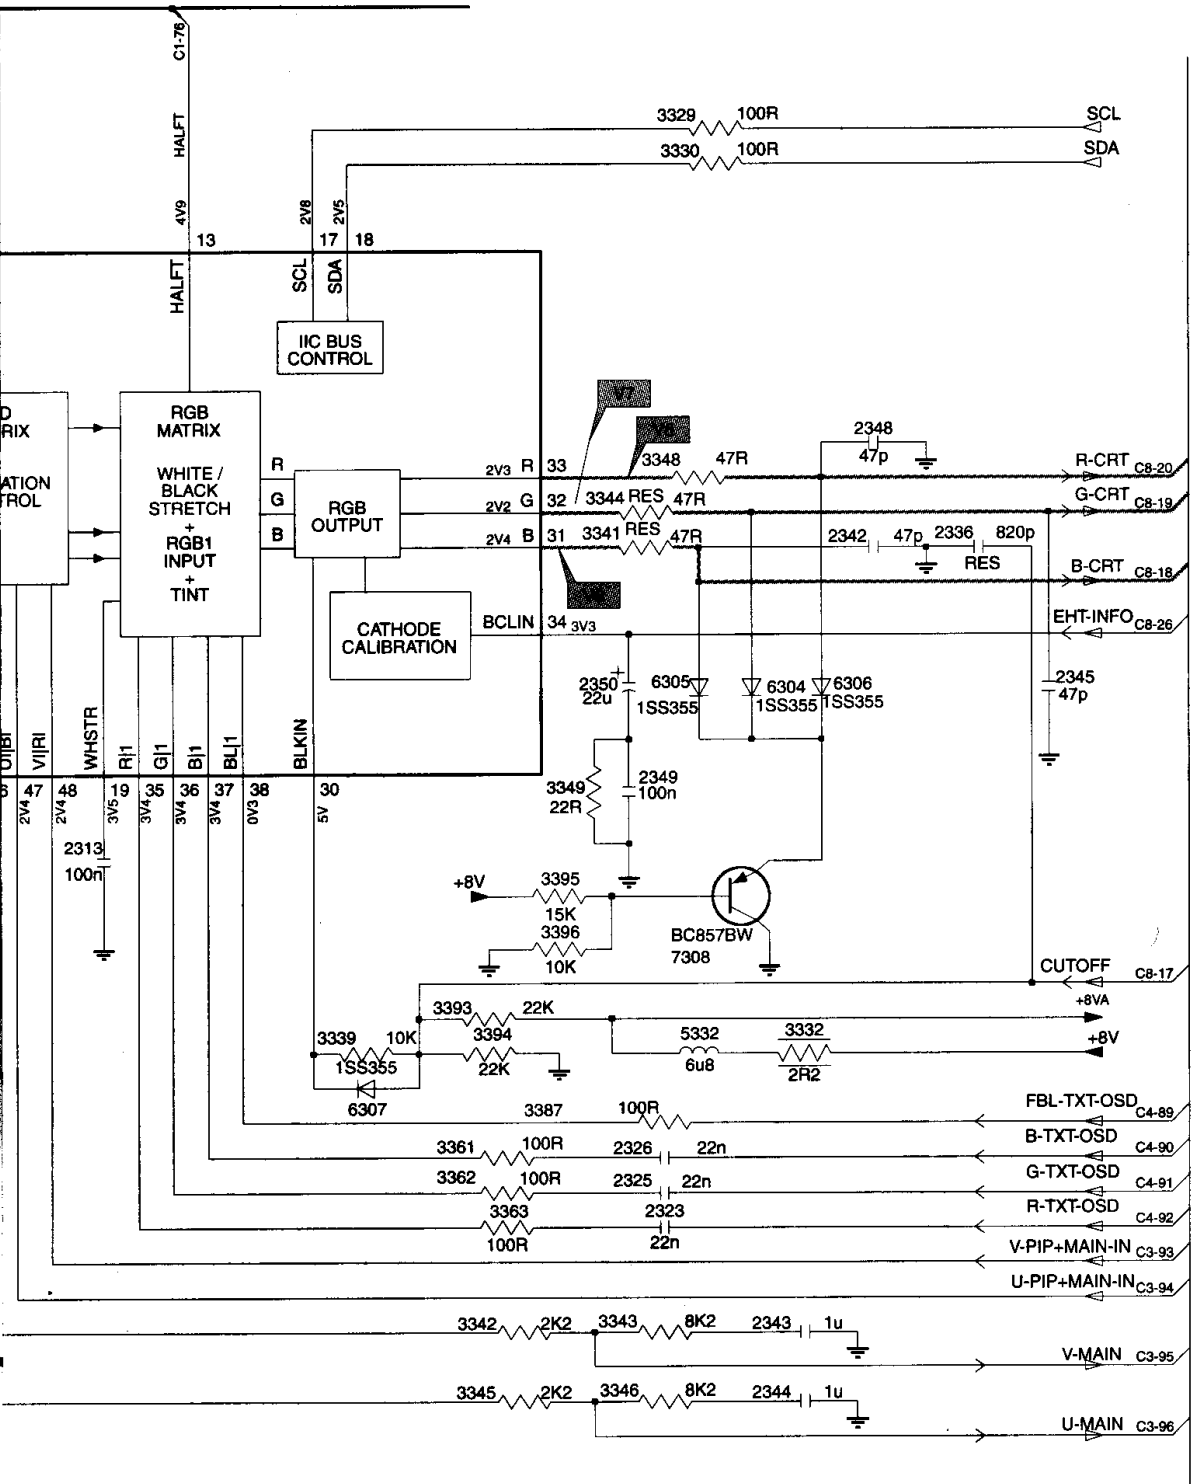 C1-76
HALFT
4V9
13
HALFT
3329 100R SCL
3330 100R SDA
2V8 2V5
17 18
SCL SDA
IIC BUS
CONTROL
D
RIX
ATION
TROL
RGB
MATRIX
WHITE /
BLACK
STRETCH
+
RGB1
INPUT
+
TINT
R
G
B
RGB
OUTPUT
CATHODE
CALIBRATION
V7
2348
47p
2V3 R 33 3348 47R R-CRT C8-20
2V2 G 32 3344 RES 47R G-CRT C8-19
2V4 B 31 3341 RES 47R 2342 47p 2336 820p
RES
B-CRT C8-18
BCLIN 34 3V3 EHT-INFO C8-26
2350 22u
6305 1SS355
6304 1SS355
6306 1SS355
2345 47p
3349 22R
2349 100n
UI|BI VI|RI WHSTR R|1 G|1 B|1 BL|1 BLKIN
6 47 48 19 35 36 37 38 30
2V4 2V4 3V5 3V4 3V4 3V4 0V3 5V
2313
100n
+8V 3395
15K
3396
10K
BC857BW
7308
CUTOFF C8-17
3393 22K +8VA
3339 10K 3394 22K
1SS355
6307
5332 6u8
3332 2R2
+8V
3387 100R FBL-TXT-OSD C4-89
3361 100R 2326 22n B-TXT-OSD C4-90
3362 100R 2325 22n G-TXT-OSD C4-91
3363 100R 2323 22n R-TXT-OSD C4-92
V-PIP+MAIN-IN C3-93
U-PIP+MAIN-IN C3-94
3342 2K2 3343 8K2 2343 1u
V-MAIN C3-95
3345 2K2 3346 8K2 2344 1u
U-MAIN C3-96